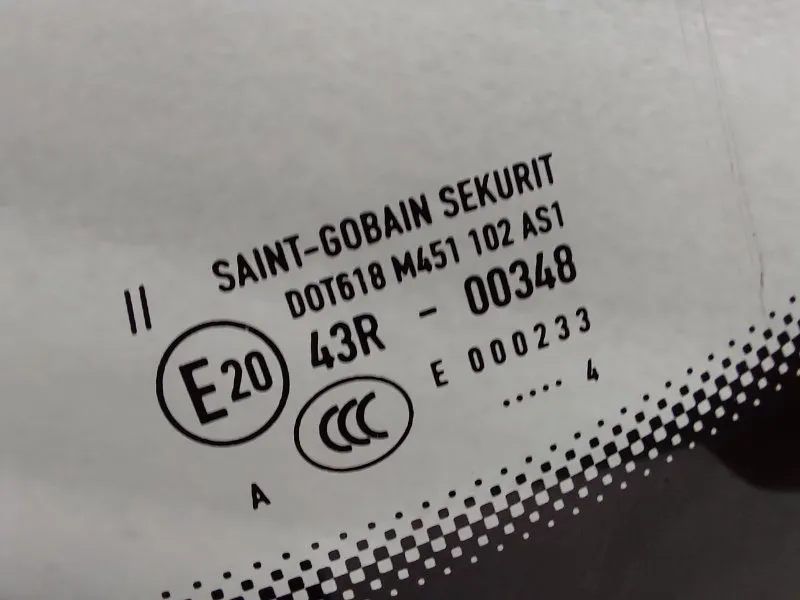 SAINT-GOBAIN SEKURIT
DOT618 M451 102 AS1
II
43R - 00348
E20
E 000233
CCC
..... 4
A